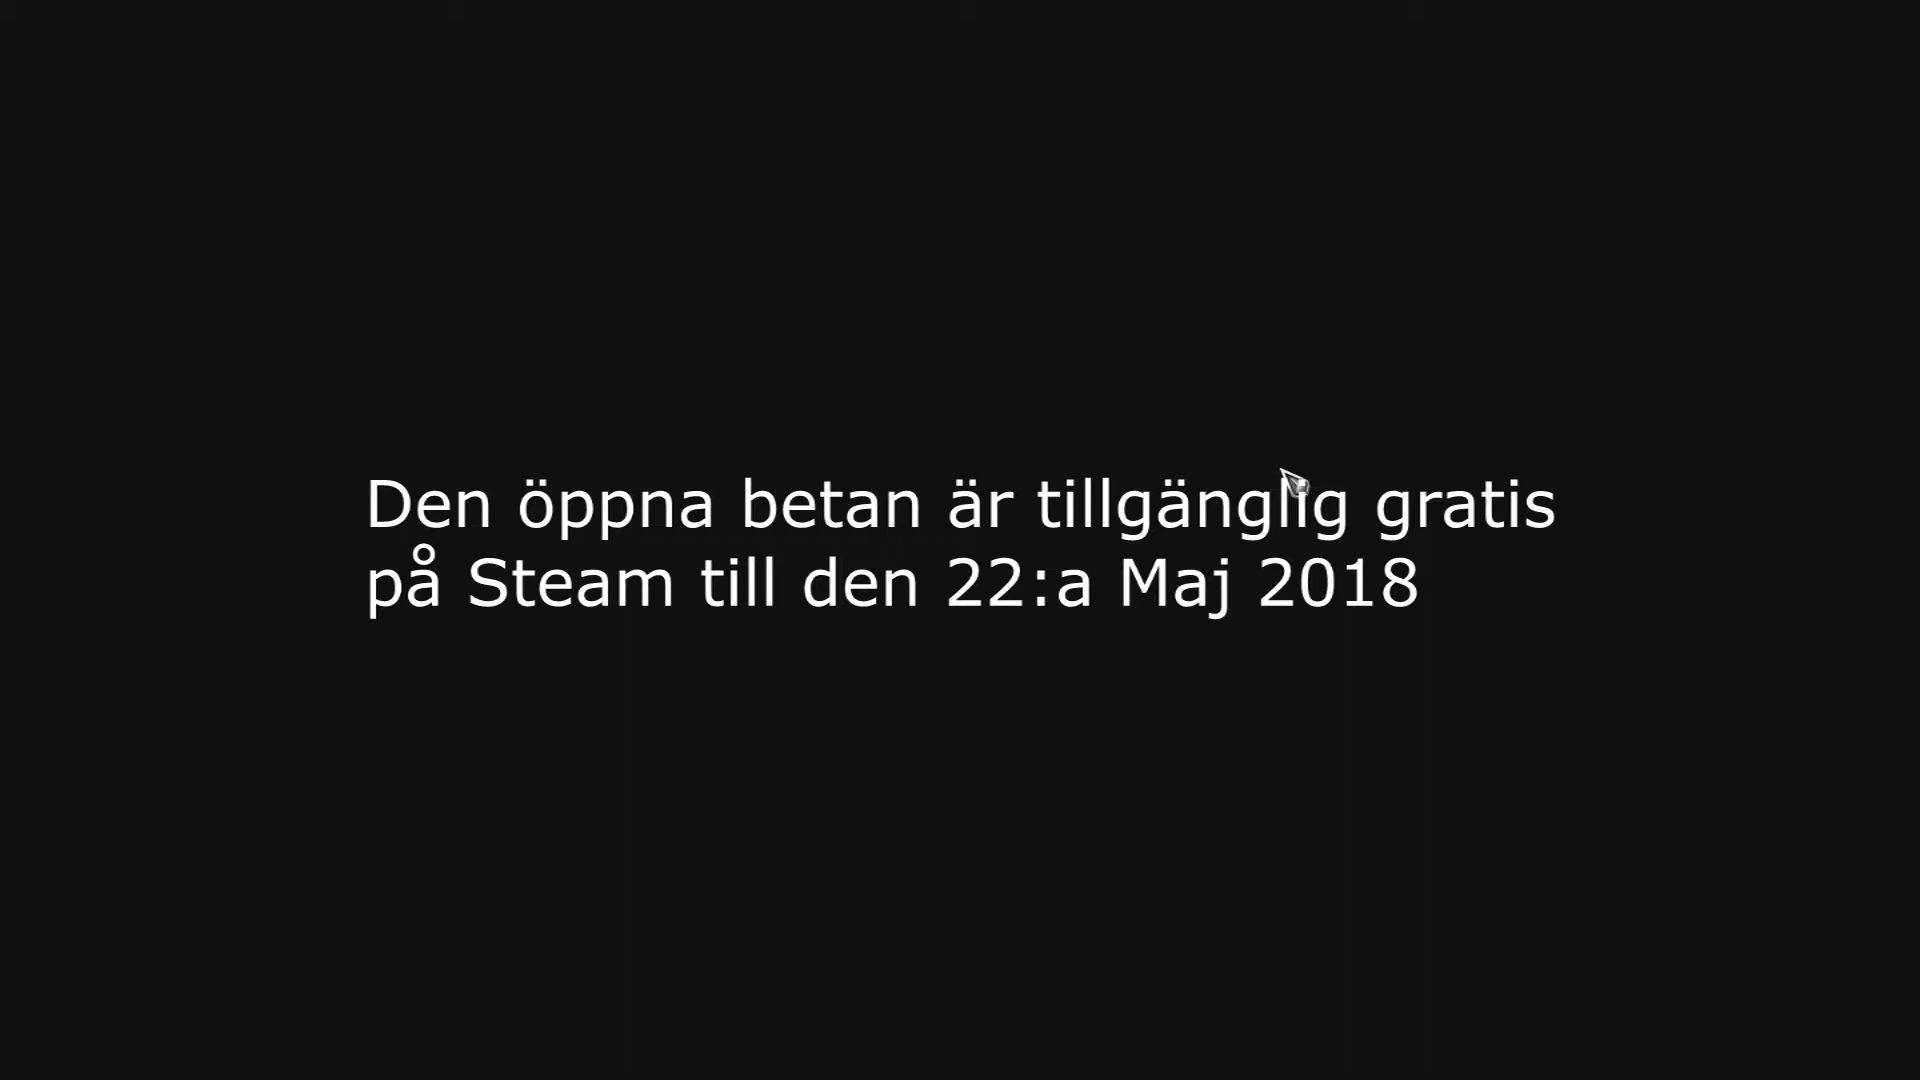 Den öppna betan är tillgänglig gratis
på Steam till den 22:a Maj 2018